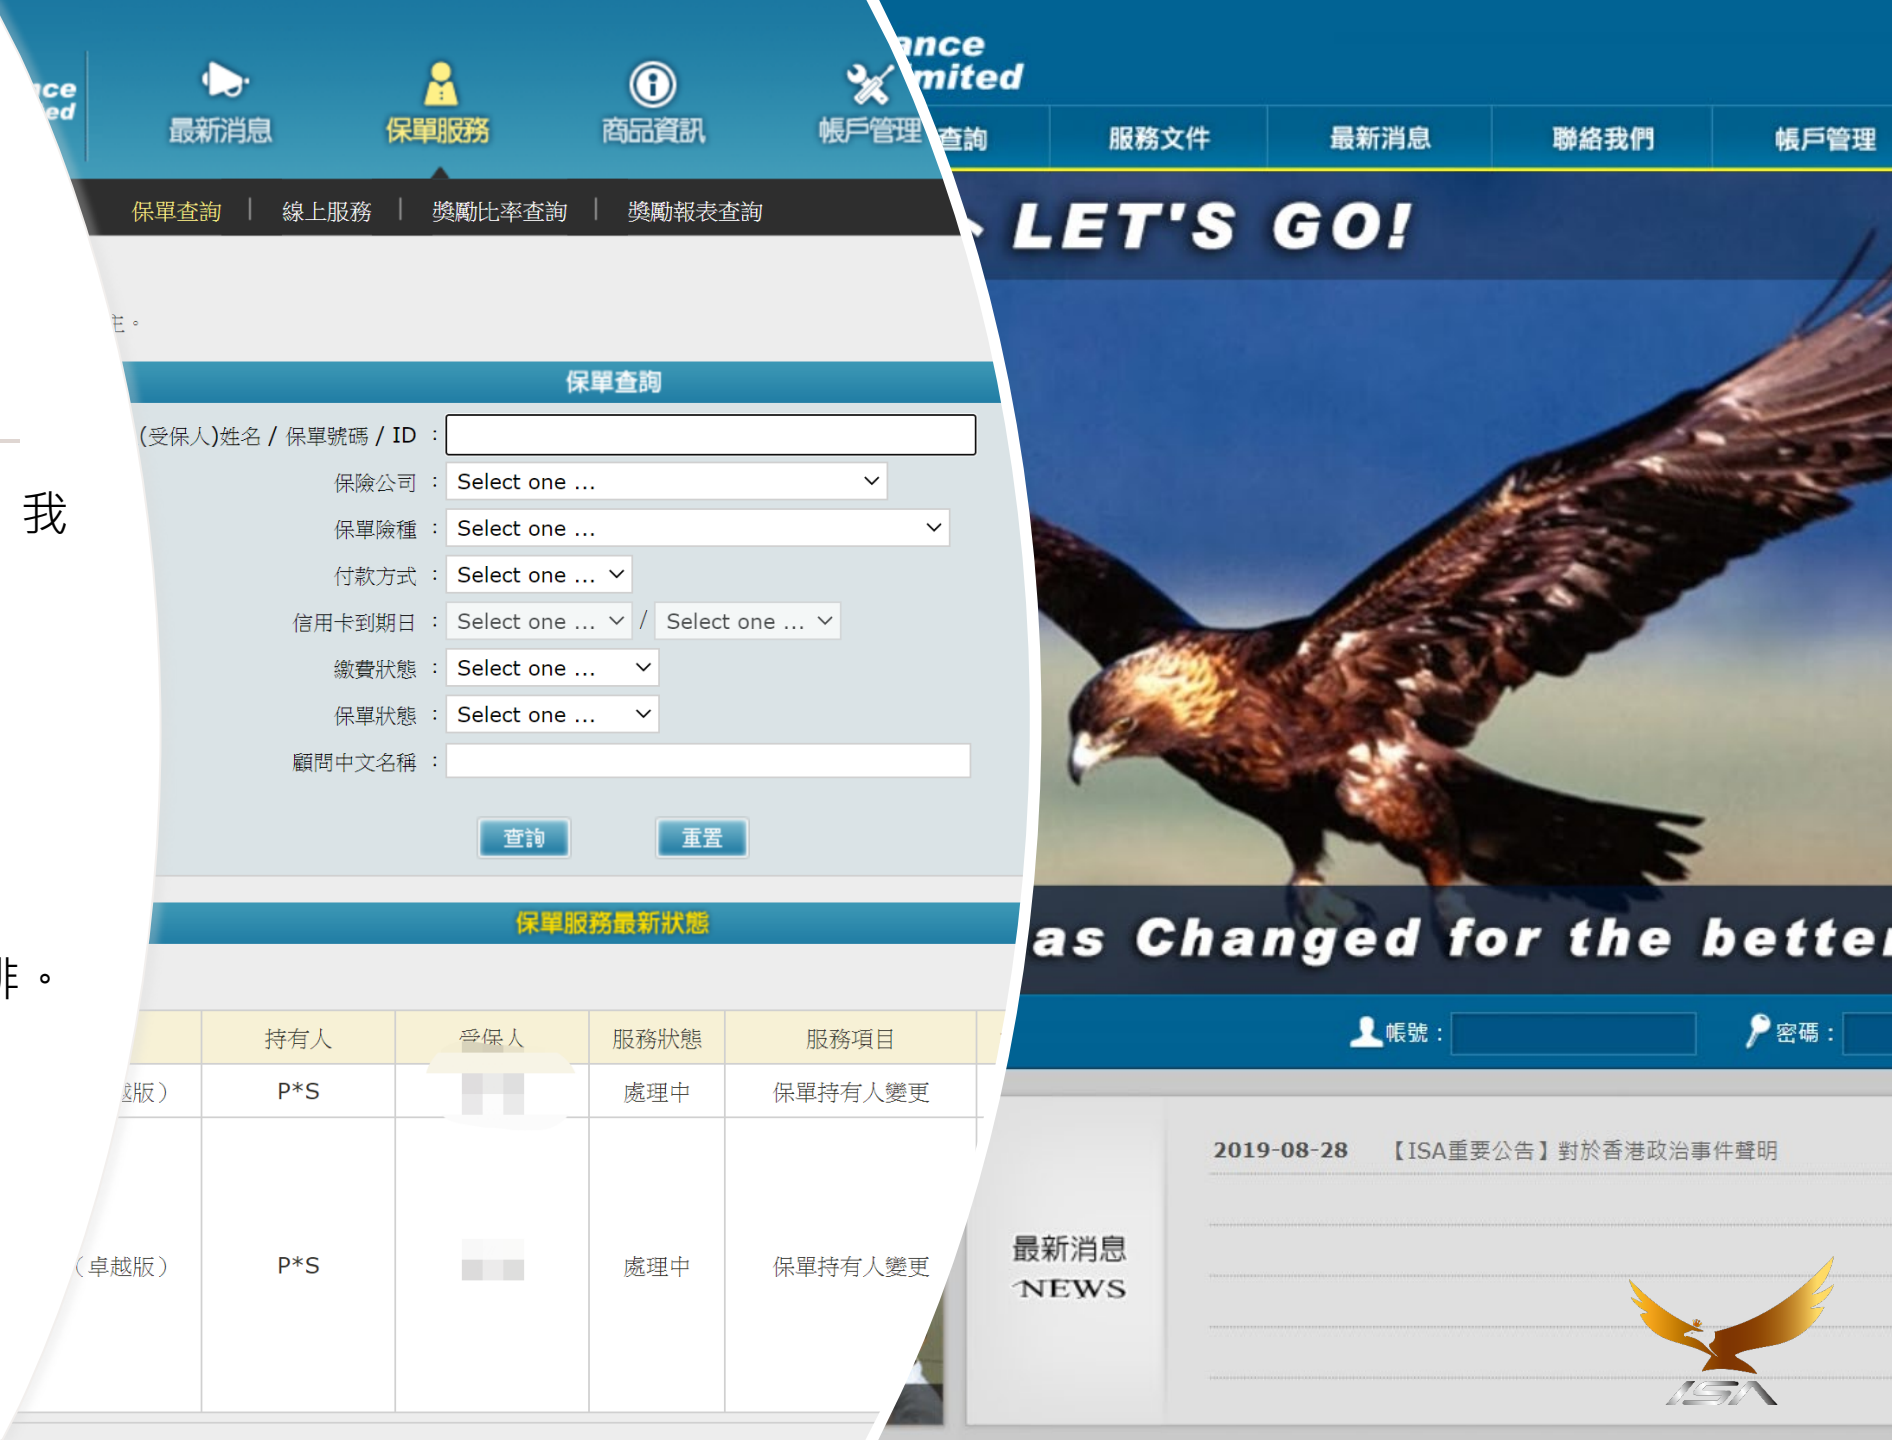 我
排。
nce
ed
最新消息
保單服務
商品資訊
帳戶管理
保單查詢 | 線上服務 | 獎勵比率查詢 | 獎勵報表查詢
主。
保單查詢
(受保人)姓名 / 保單號碼 / ID :
保險公司 : Select one ...
保單險種 : Select one ...
付款方式 : Select one ...
信用卡到期日 : Select one ... / Select one ...
繳費狀態 : Select one ...
保單狀態 : Select one ...
顧問中文名稱 :
查詢 重置
保單服務最新狀態
持有人 受保人 服務狀態 服務項目
越版） P*S 處理中 保單持有人變更
（卓越版） P*S 處理中 保單持有人變更
ance
mited
查詢 服務文件 最新消息 聯絡我們 帳戶管理
LET'S GO!
as Changed for the better
帳號 : 密碼 :
最新消息
NEWS
2019-08-28 【ISA重要公告】對於香港政治事件聲明
ISA